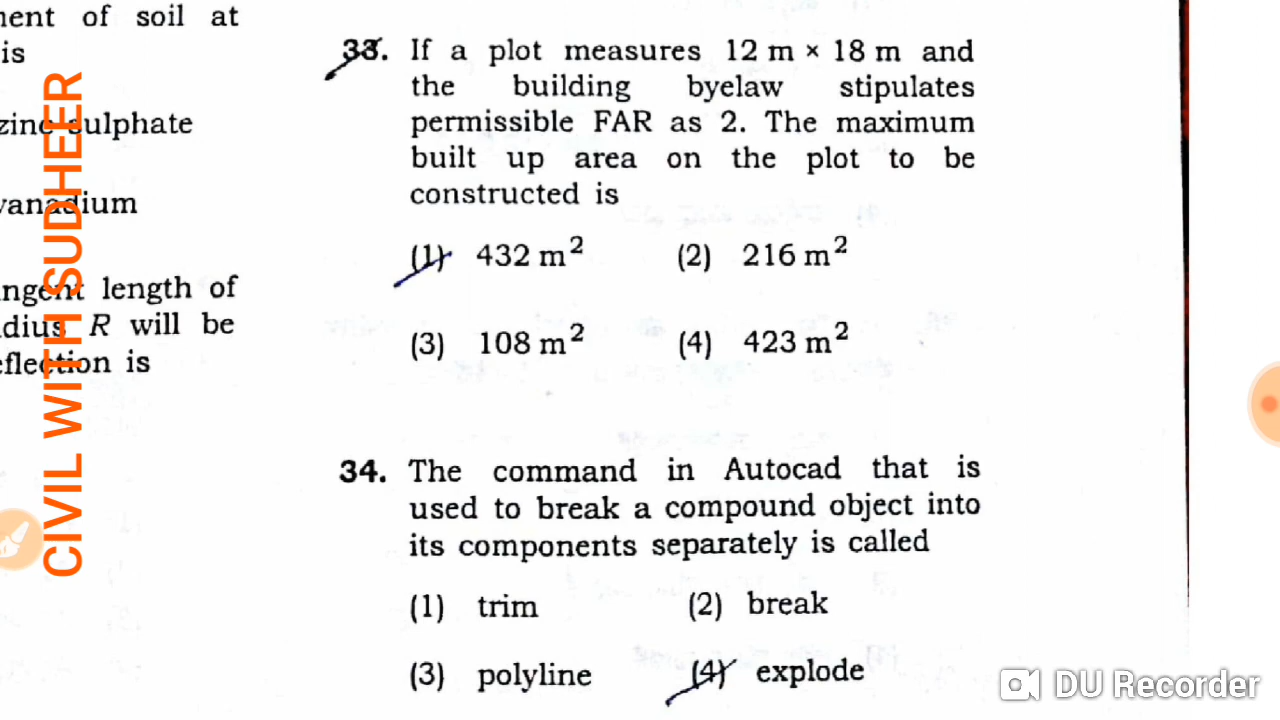 ent of soil at
is
zinc sulphate
vanadium
ngent length of
dius R will be
eflection is
CIVIL WITH SUDHEER
33. If a plot measures 12 m × 18 m and
the building byelaw stipulates
permissible FAR as 2. The maximum
built up area on the plot to be
constructed is
(1) 432 m² (2) 216 m²
(3) 108 m² (4) 423 m²
34. The command in Autocad that is
used to break a compound object into
its components separately is called
(1) trim (2) break
(3) polyline (4) explode
DU Recorder